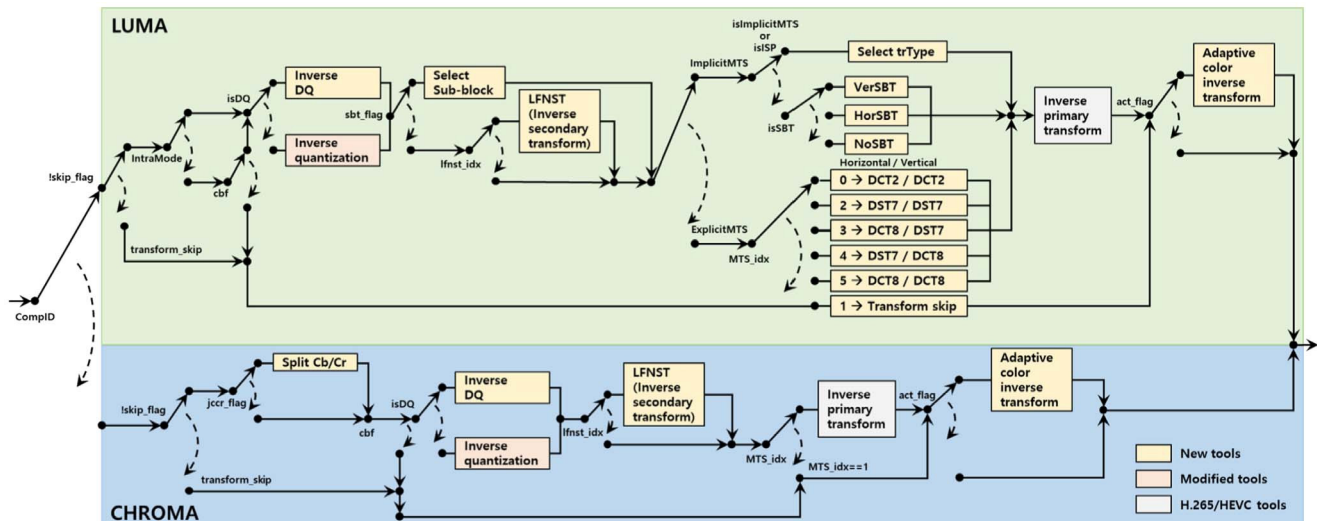 LUMA
isImplicitMTS
or
isISP
Select trType
Adaptive
color
inverse
transform
Inverse
DQ
Select
Sub-block
ImplicitMTS
isDQ
sbt_flag
LFNST
(Inverse
secondary
transform)
VerSBT
isSBT
HorSBT
NoSBT
Inverse
primary
transform
act_flag
Inverse
quantization
IntraMode
lfnst_idx
cbf
!skip_flag
Horizontal / Vertical
0 → DCT2 / DCT2
2 → DST7 / DST7
3 → DCT8 / DST7
4 → DST7 / DCT8
5 → DCT8 / DCT8
1 → Transform skip
ExplicitMTS
MTS_idx
transform_skip
CompID
Split Cb/Cr
!skip_flag
jccr_flag
cbf
isDQ
Inverse
DQ
Inverse
quantization
lfnst_idx
LFNST
(Inverse
secondary
transform)
MTS_idx
Inverse
primary
transform
act_flag
Adaptive
color
inverse
transform
MTS_idx==1
transform_skip
CHROMA
New tools
Modified tools
H.265/HEVC tools